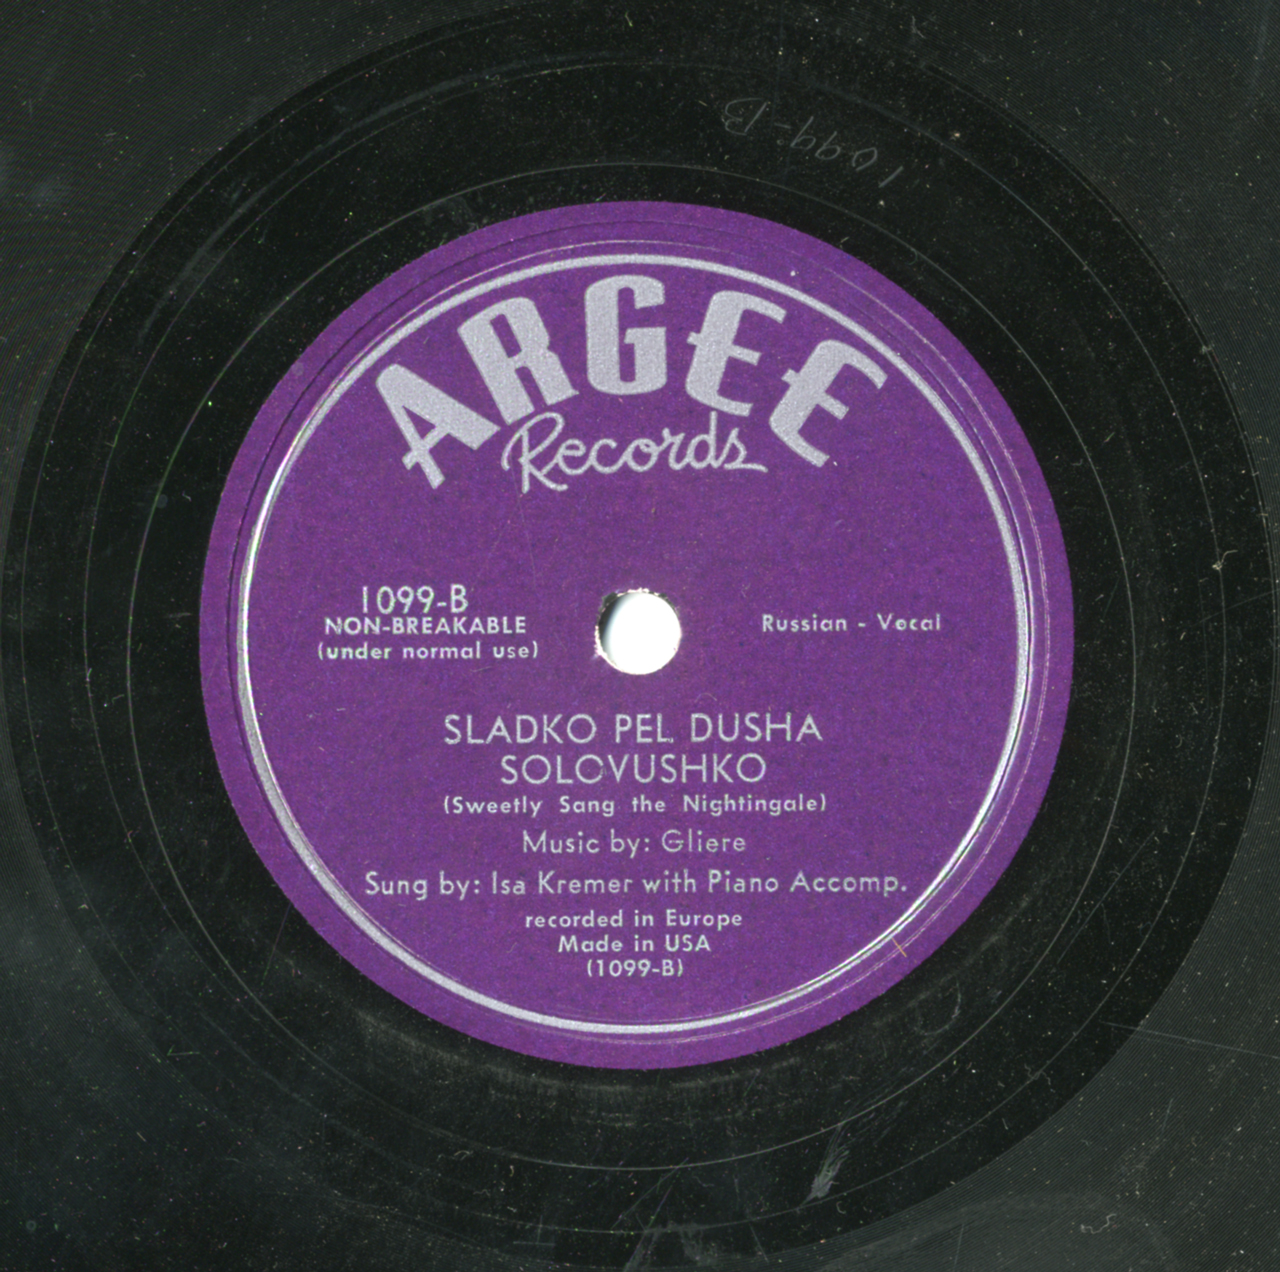 1099-B
ARGEE
Records
1099-B
NON-BREAKABLE
(under normal use)
Russian - Vocal
SLADKO PEL DUSHA
SOLOVUSHKO
(Sweetly Sang the Nightingale)
Music by: Gliere
Sung by: Isa Kremer with Piano Accomp.
recorded in Europe
Made in USA
(1099-B)